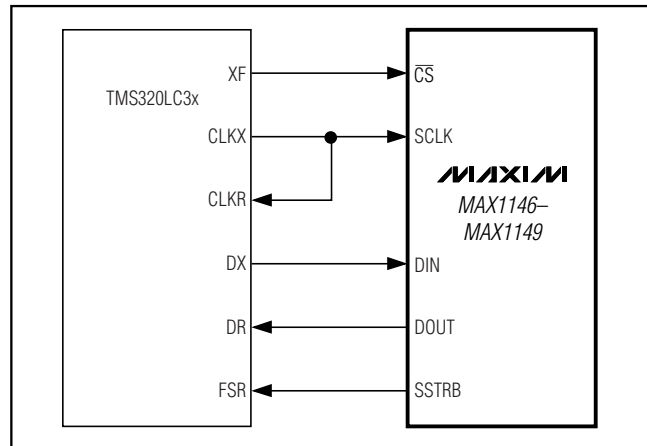 XF
CS
TMS320LC3x
CLKX
SCLK
MAXIM
CLKR
MAX1146–
MAX1149
DX
DIN
DR
DOUT
FSR
SSTRB